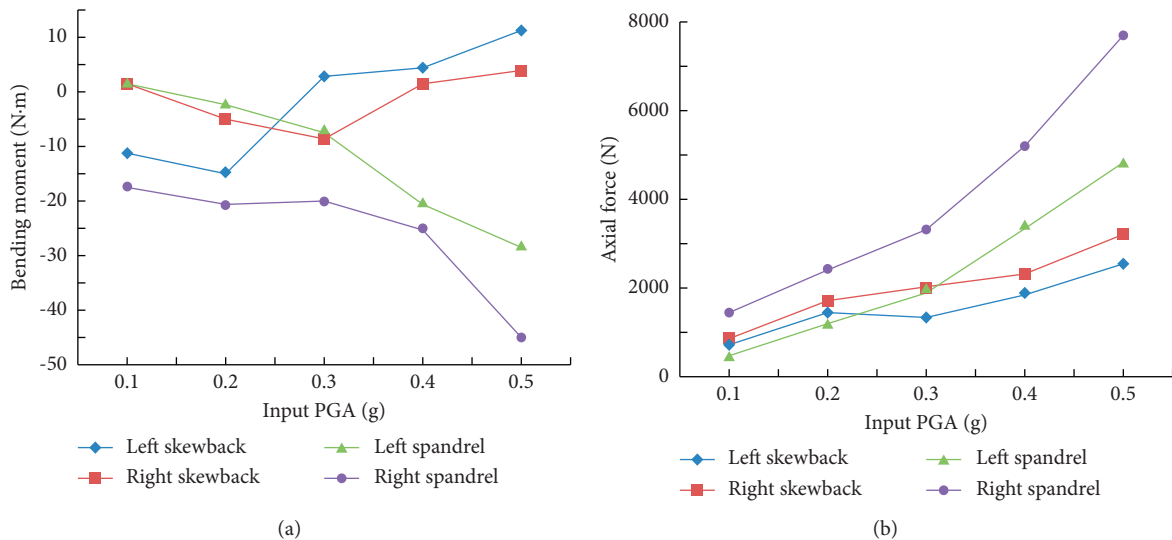 10
0
-10
-20
-30
-40
-50
Bending moment (N·m)
0.1 0.2 0.3 0.4 0.5
Input PGA (g)
Left skewback Left spandrel
Right skewback Right spandrel
(a)
8000
6000
4000
2000
0
Axial force (N)
0.1 0.2 0.3 0.4 0.5
Input PGA (g)
Left skewback Left spandrel
Right skewback Right spandrel
(b)